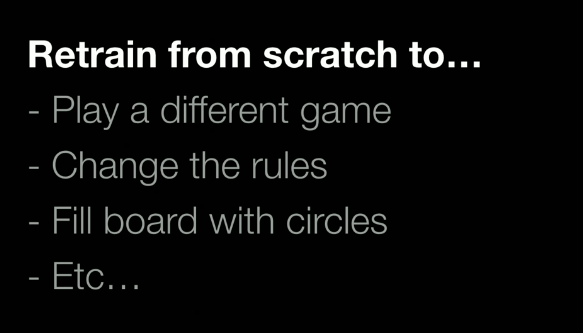 Retrain from scratch to…
- Play a different game
- Change the rules
- Fill board with circles
- Etc…